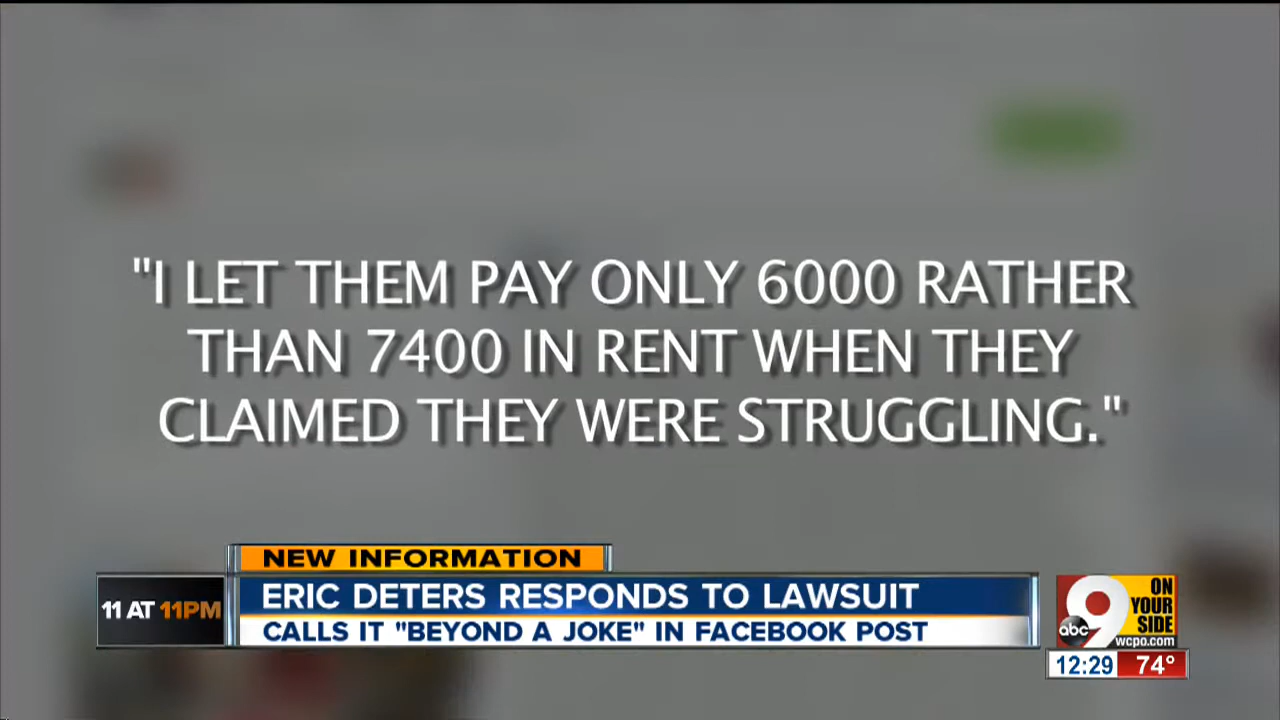 "I LET THEM PAY ONLY 6000 RATHER
THAN 7400 IN RENT WHEN THEY
CLAIMED THEY WERE STRUGGLING."
NEW INFORMATION
11 AT 11PM
ERIC DETERS RESPONDS TO LAWSUIT
CALLS IT "BEYOND A JOKE" IN FACEBOOK POST
abc 9 ON
YOUR
SIDE
wcpo.com
12:29 74°